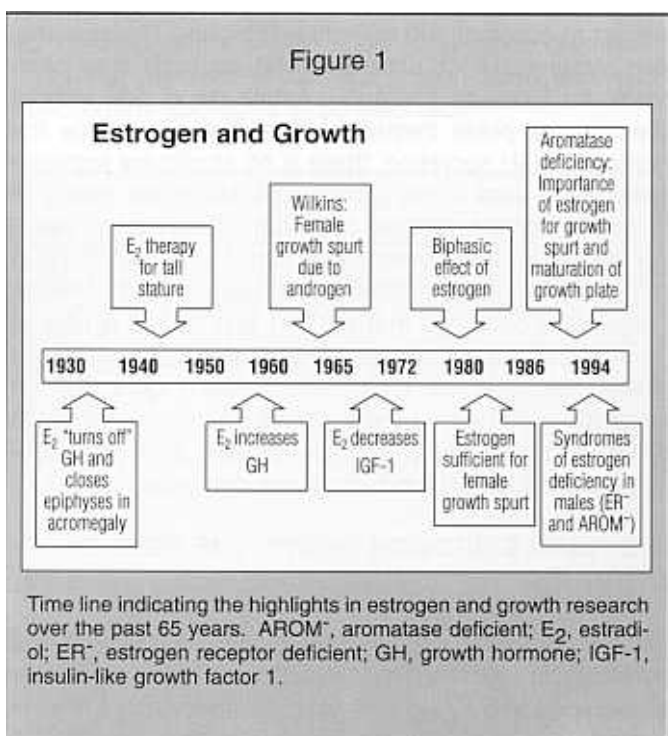 Figure 1
Estrogen and Growth
E₂ therapy
for tall
stature
Wilkins:
Female
growth spurt
due to
androgen
Biphasic
effect of
estrogen
Aromatase
deficiency:
Importance
of estrogen
for growth
spurt and
maturation of
growth plate
1930 1940 1950 1960 1965 1972 1980 1986 1994
E₂ "turns off"
GH and
closes
epiphyses in
acromegaly
E₂ increases
GH
E₂ decreases
IGF-1
Estrogen
sufficient for
female
growth spurt
Syndromes
of estrogen
deficiency in
males (ER⁻
and AROM⁻)
Time line indicating the highlights in estrogen and growth research
over the past 65 years. AROM⁻, aromatase deficient; E₂, estradi-
ol; ER⁻, estrogen receptor deficient; GH, growth hormone; IGF-1,
insulin-like growth factor 1.